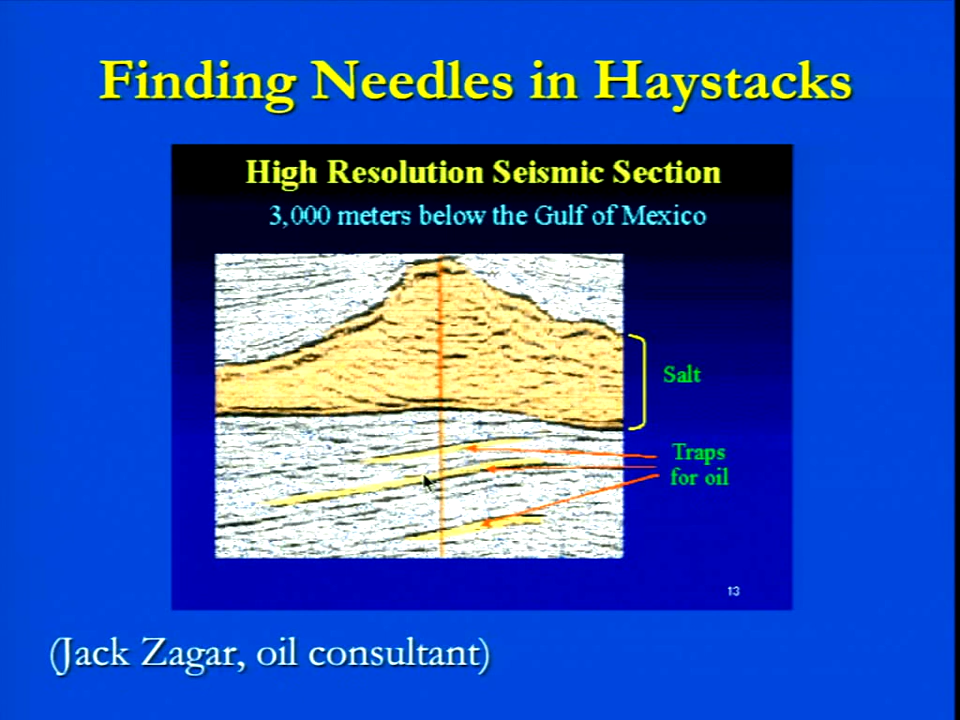 Finding Needles in Haystacks
High Resolution Seismic Section
3,000 meters below the Gulf of Mexico
Salt
Traps
for oil
13
(Jack Zagar, oil consultant)